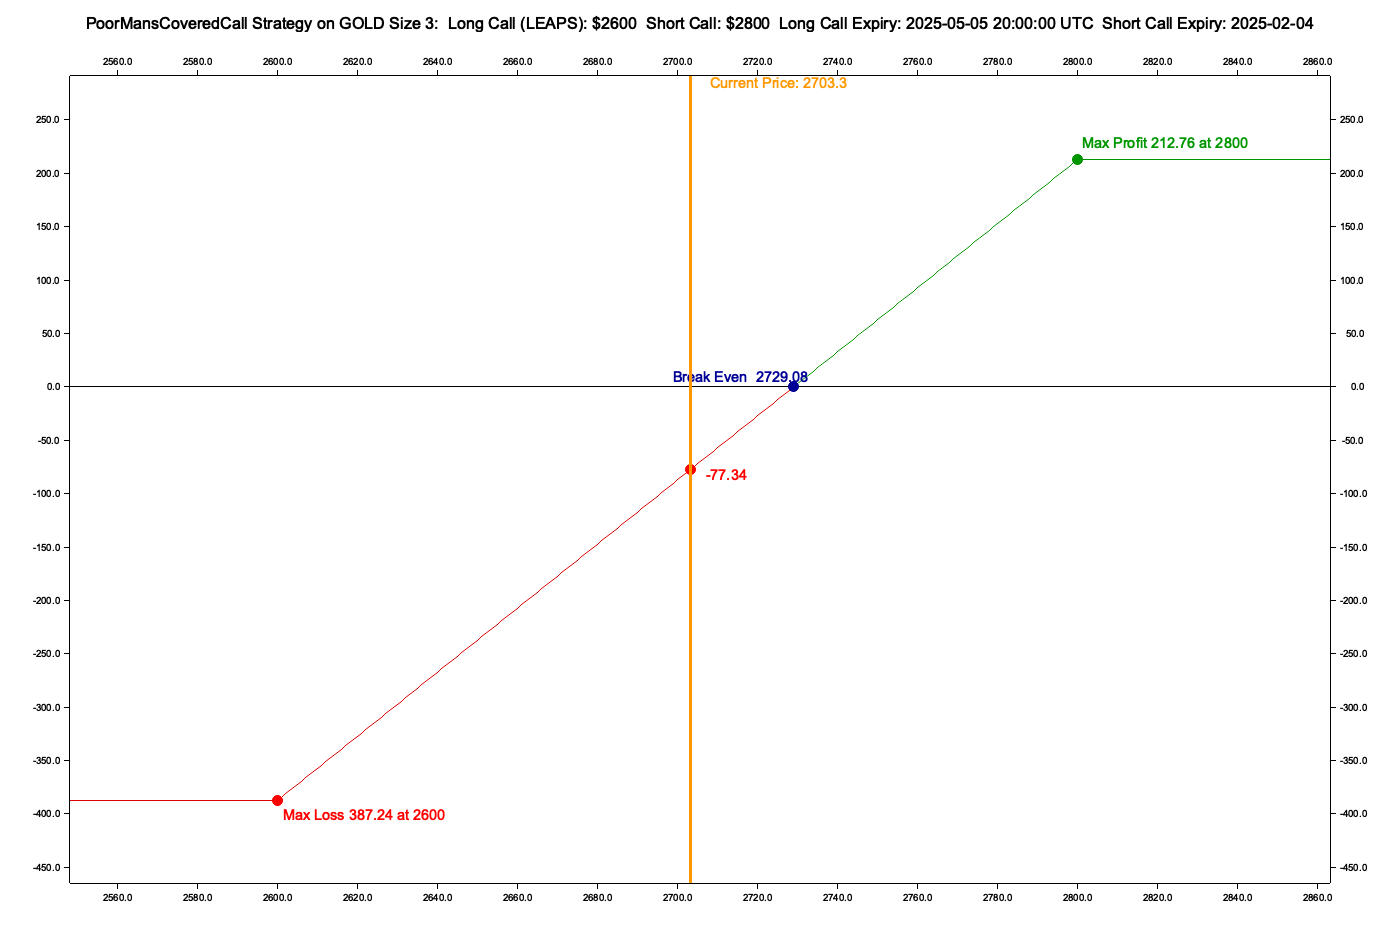 PoorMansCoveredCall Strategy on GOLD Size 3:  Long Call (LEAPS): $2600  Short Call: $2800  Long Call Expiry: 2025-05-05 20:00:00 UTC  Short Call Expiry: 2025-02-04
2560.0 2580.0 2600.0 2620.0 2640.0 2660.0 2680.0 2700.0 2720.0 2740.0 2760.0 2780.0 2800.0 2820.0 2840.0 2860.0
Current Price: 2703.3
250.0 250.0
Max Profit 212.76 at 2800
200.0 200.0
150.0 150.0
100.0 100.0
50.0 50.0
Break Even  2729.08
0.0 0.0
-50.0 -50.0
-77.34
-100.0 -100.0
-150.0 -150.0
-200.0 -200.0
-250.0 -250.0
-300.0 -300.0
-350.0 -350.0
-400.0 -400.0
Max Loss 387.24 at 2600
-450.0 -450.0
2560.0 2580.0 2600.0 2620.0 2640.0 2660.0 2680.0 2700.0 2720.0 2740.0 2760.0 2780.0 2800.0 2820.0 2840.0 2860.0